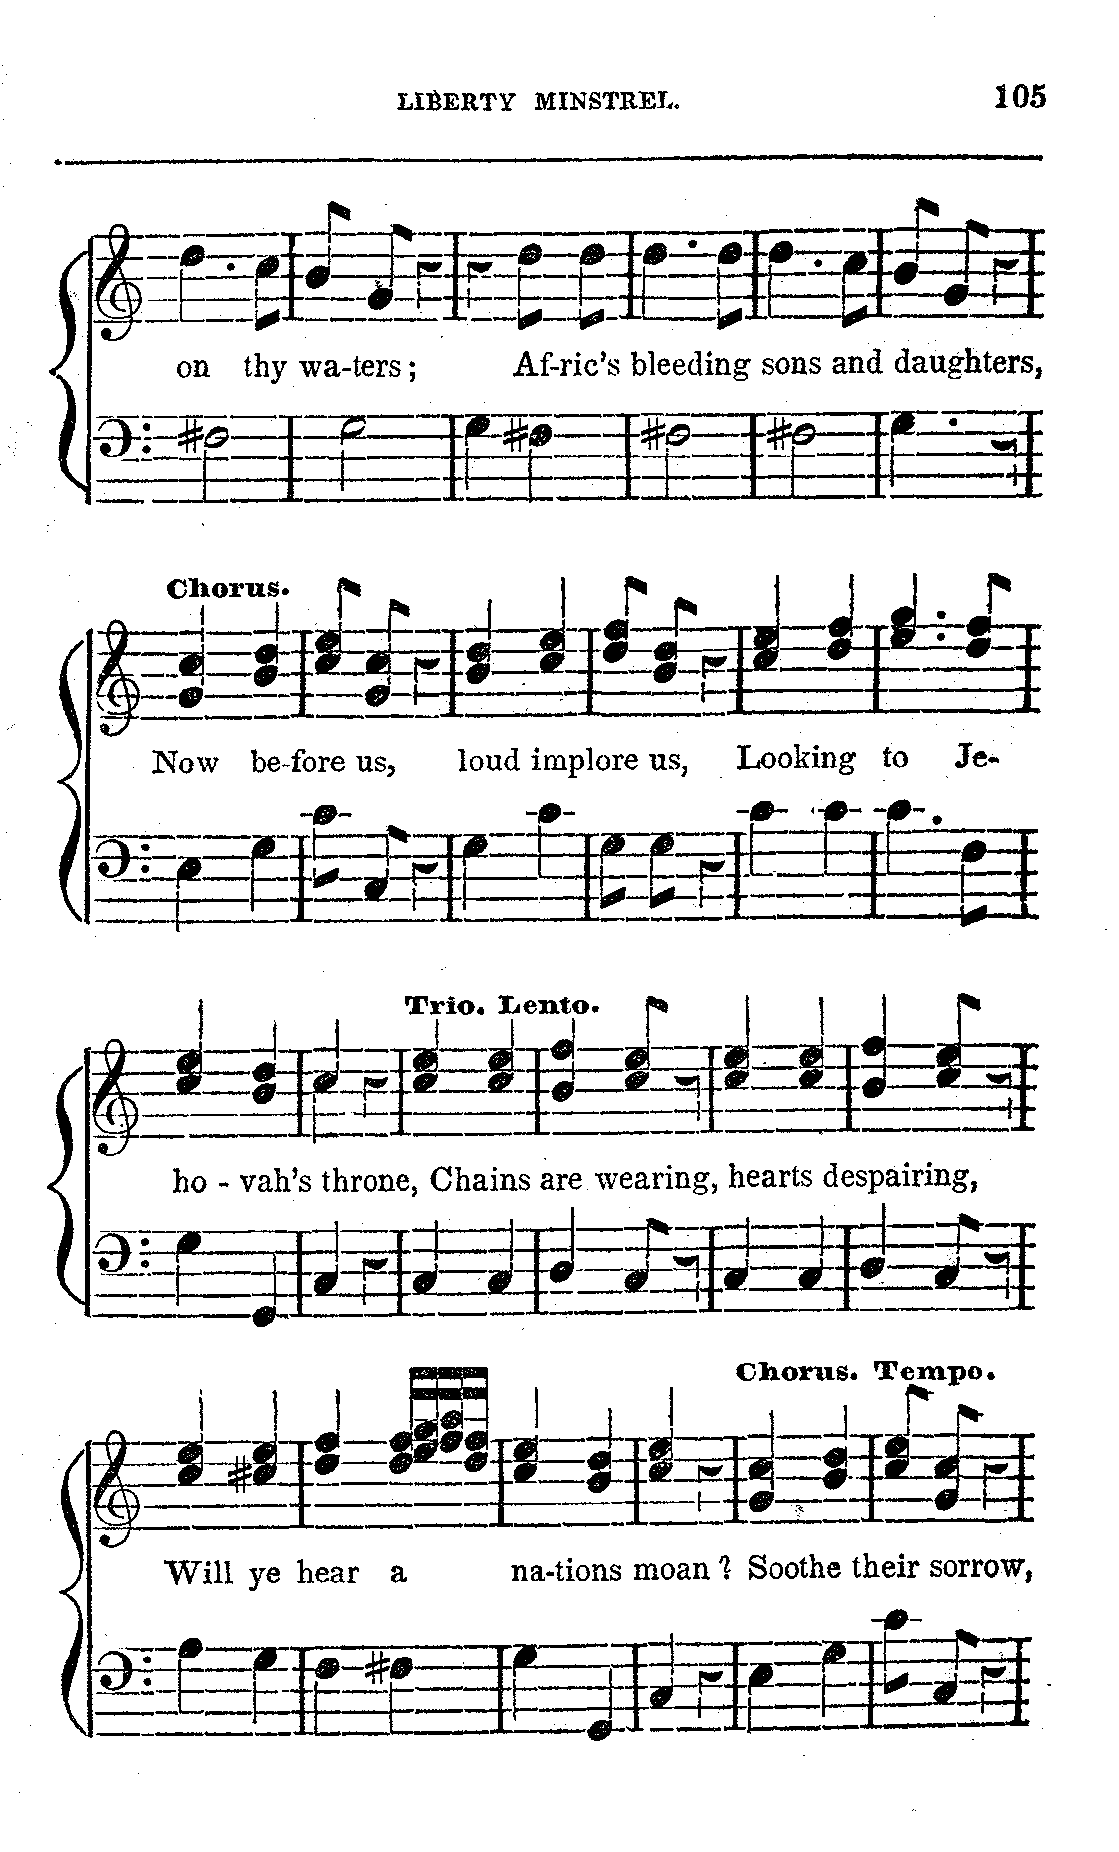 LIBERTY MINSTREL.
105
on thy wa-ters; Af-ric's bleeding sons and daughters,
Chorus.
Now be-fore us, loud implore us, Looking to Je-
Trio. Lento.
ho - vah's throne, Chains are wearing, hearts despairing,
Chorus. Tempo.
Will ye hear a na-tions moan? Soothe their sorrow,